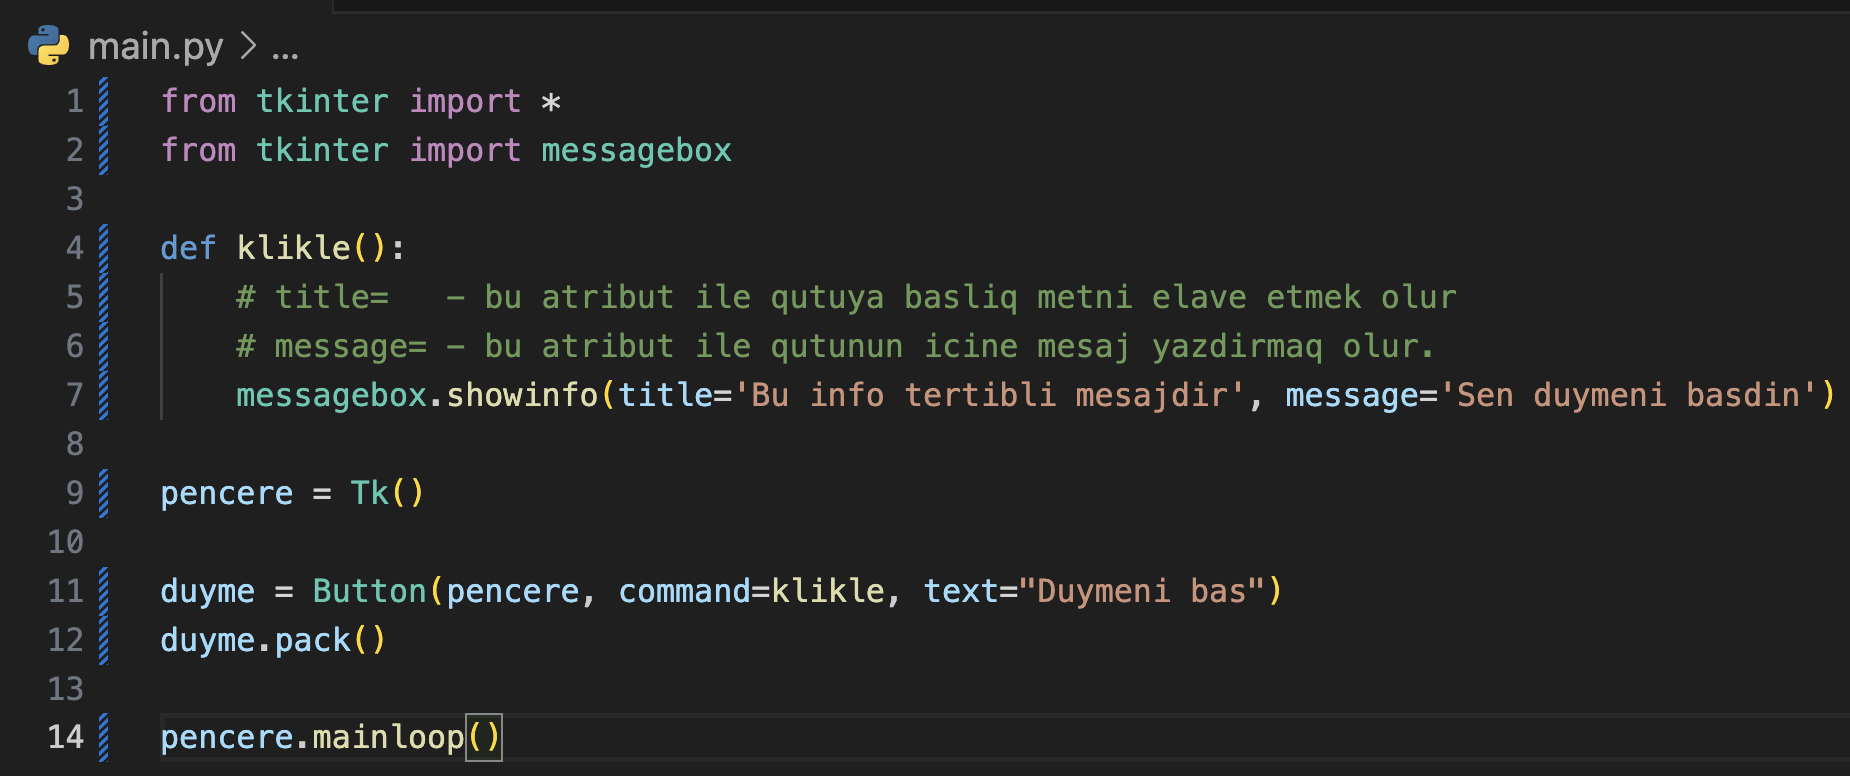 main.py > ...
1 from tkinter import *
2 from tkinter import messagebox
3
4 def klikle():
5     # title=   - bu atribut ile qutuya basliq metni elave etmek olur
6     # message= - bu atribut ile qutunun icine mesaj yazdirmaq olur.
7     messagebox.showinfo(title='Bu info tertibli mesajdir', message='Sen duymeni basdin')
8
9 pencere = Tk()
10
11 duyme = Button(pencere, command=klikle, text="Duymeni bas")
12 duyme.pack()
13
14 pencere.mainloop()